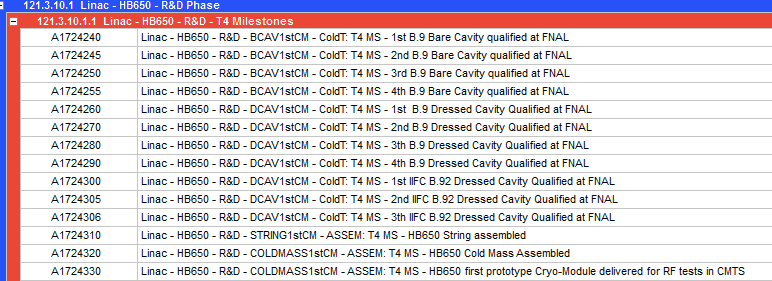 121.3.10.1 Linac - HB650 - R&D Phase
121.3.10.1.1 Linac - HB650 - R&D - T4 Milestones
A1724240 Linac - HB650 - R&D - BCAV1stCM - ColdT: T4 MS - 1st B.9 Bare Cavity qualified at FNAL
A1724245 Linac - HB650 - R&D - BCAV1stCM - ColdT: T4 MS - 2nd B.9 Bare Cavity qualified at FNAL
A1724250 Linac - HB650 - R&D - BCAV1stCM - ColdT: T4 MS - 3rd B.9 Bare Cavity qualified at FNAL
A1724255 Linac - HB650 - R&D - BCAV1stCM - ColdT: T4 MS - 4th B.9 Bare Cavity qualified at FNAL
A1724260 Linac - HB650 - R&D - DCAV1stCM - ColdT: T4 MS - 1st B.9 Dressed Cavity Qualified at FNAL
A1724270 Linac - HB650 - R&D - DCAV1stCM - ColdT: T4 MS - 2nd B.9 Dressed Cavity Qualified at FNAL
A1724280 Linac - HB650 - R&D - DCAV1stCM - ColdT: T4 MS - 3th B.9 Dressed Cavity Qualified at FNAL
A1724290 Linac - HB650 - R&D - DCAV1stCM - ColdT: T4 MS - 4th B.9 Dressed Cavity Qualified at FNAL
A1724300 Linac - HB650 - R&D - DCAV1stCM - ColdT: T4 MS - 1st IIFC B.92 Dressed Cavity Qualified at FNAL
A1724305 Linac - HB650 - R&D - DCAV1stCM - ColdT: T4 MS - 2nd IIFC B.92 Dressed Cavity Qualified at FNAL
A1724306 Linac - HB650 - R&D - DCAV1stCM - ColdT: T4 MS - 3th IIFC B.92 Dressed Cavity Qualified at FNAL
A1724310 Linac - HB650 - R&D - STRING1stCM - ASSEM: T4 MS - HB650 String assembled
A1724320 Linac - HB650 - R&D - COLDMASS1stCM - ASSEM: T4 MS - HB650 Cold Mass Assembled
A1724330 Linac - HB650 - R&D - COLDMASS1stCM - ASSEM: T4 MS - HB650 first prototype Cryo-Module delivered for RF tests in CMTS